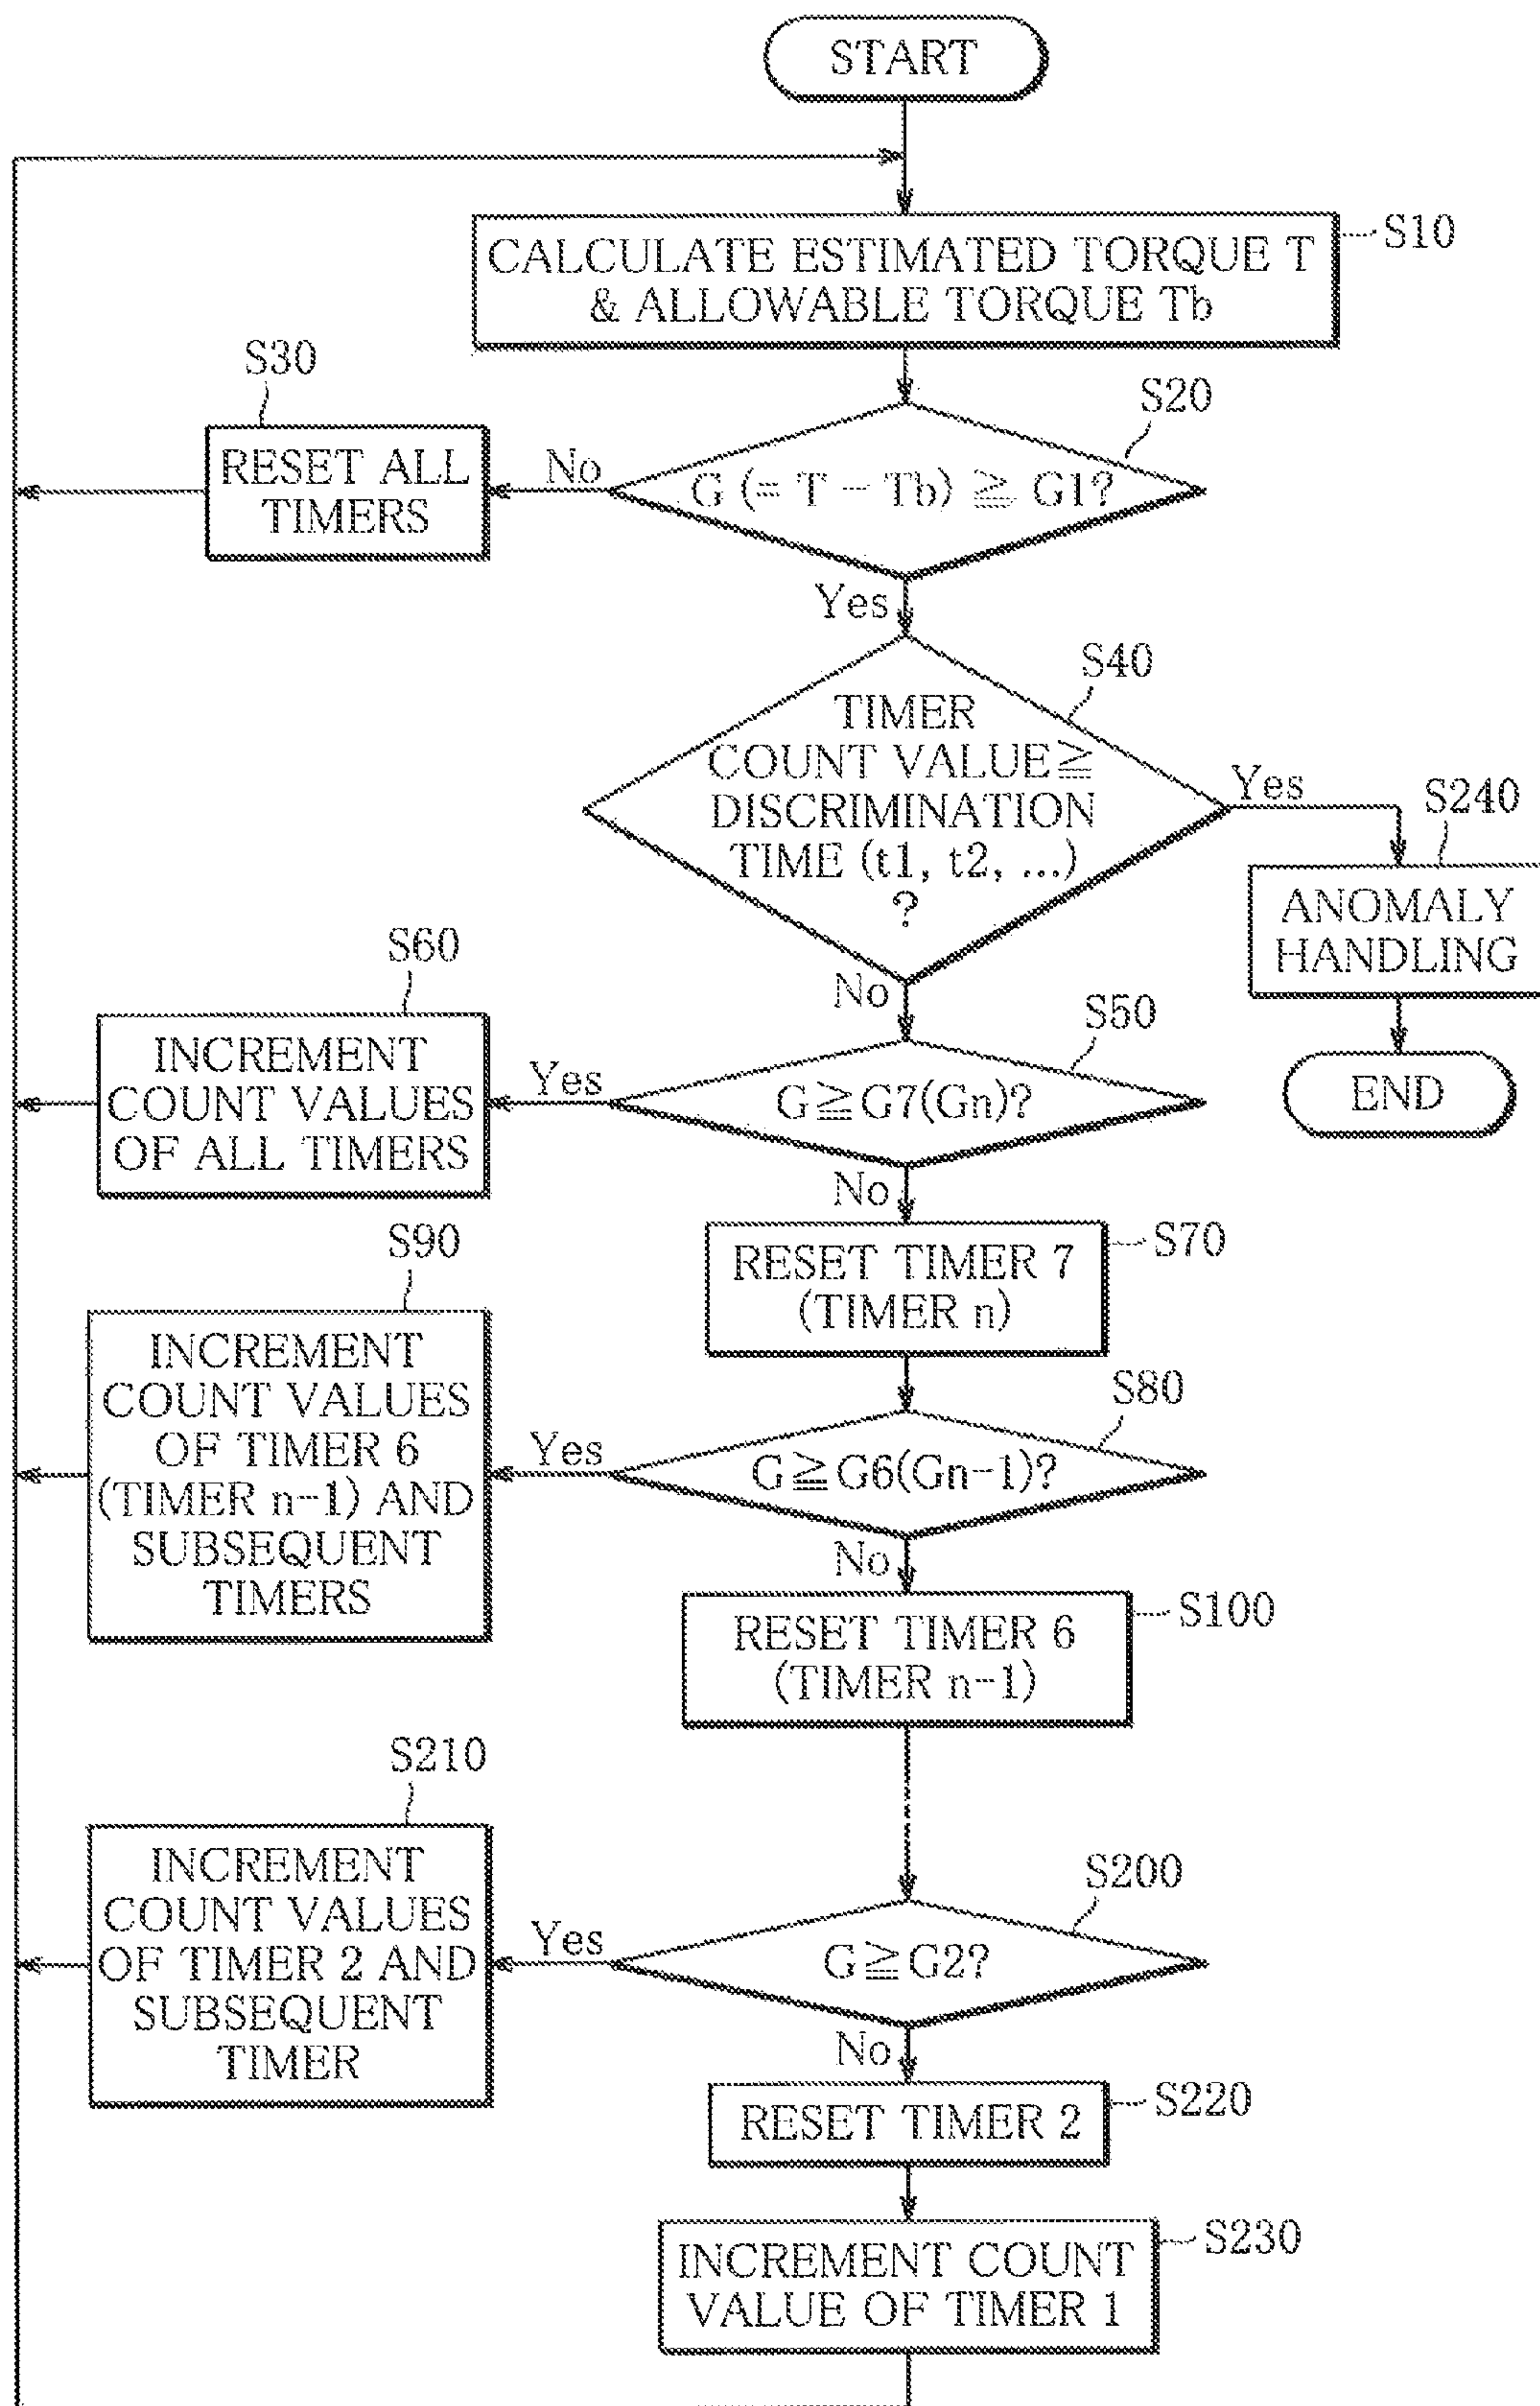 START
CALCULATE ESTIMATED TORQUE T
& ALLOWABLE TORQUE Tb
S10
S30
RESET ALL
TIMERS
No
S20
G (= T - Tb) ≧ G1?
Yes
S40
TIMER
COUNT VALUE≧
DISCRIMINATION
TIME (t1, t2, ...)
?
Yes
S240
ANOMALY
HANDLING
END
No
S60
INCREMENT
COUNT VALUES
OF ALL TIMERS
Yes
S50
G≧G7(Gn)?
No
S70
RESET TIMER 7
(TIMER n)
S90
INCREMENT
COUNT VALUES
OF TIMER 6
(TIMER n-1) AND
SUBSEQUENT
TIMERS
Yes
S80
G≧G6(Gn-1)?
No
S100
RESET TIMER 6
(TIMER n-1)
S210
INCREMENT
COUNT VALUES
OF TIMER 2 AND
SUBSEQUENT
TIMER
Yes
S200
G≧G2?
No
S220
RESET TIMER 2
S230
INCREMENT COUNT
VALUE OF TIMER 1